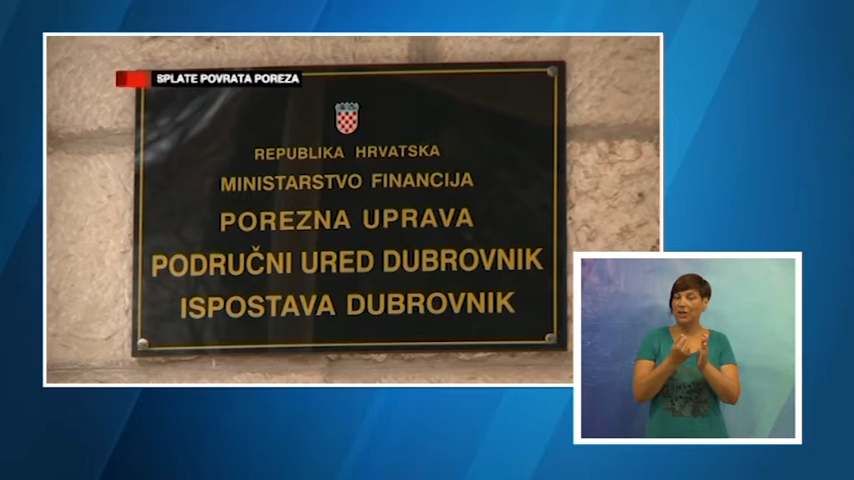 SPLATE POVRATA POREZA
REPUBLIKA HRVATSKA
MINISTARSTVO FINANCIJA
POREZNA UPRAVA
PODRUČNI URED DUBROVNIK
ISPOSTAVA DUBROVNIK